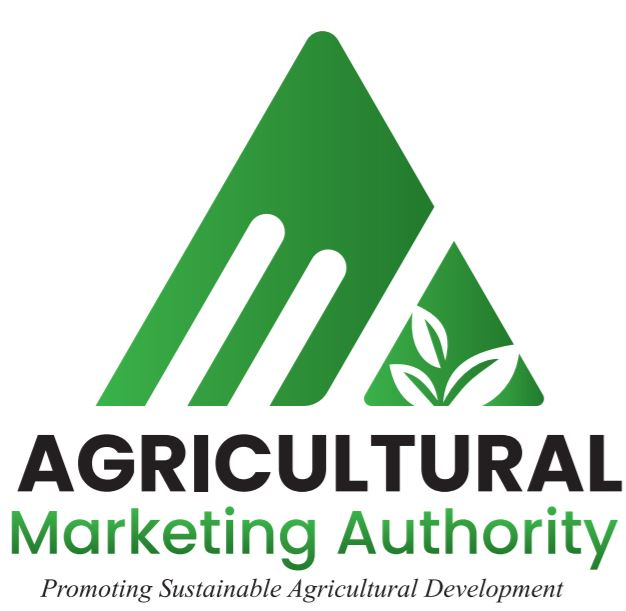 AGRICULTURAL
Marketing Authority
Promoting Sustainable Agricultural Development